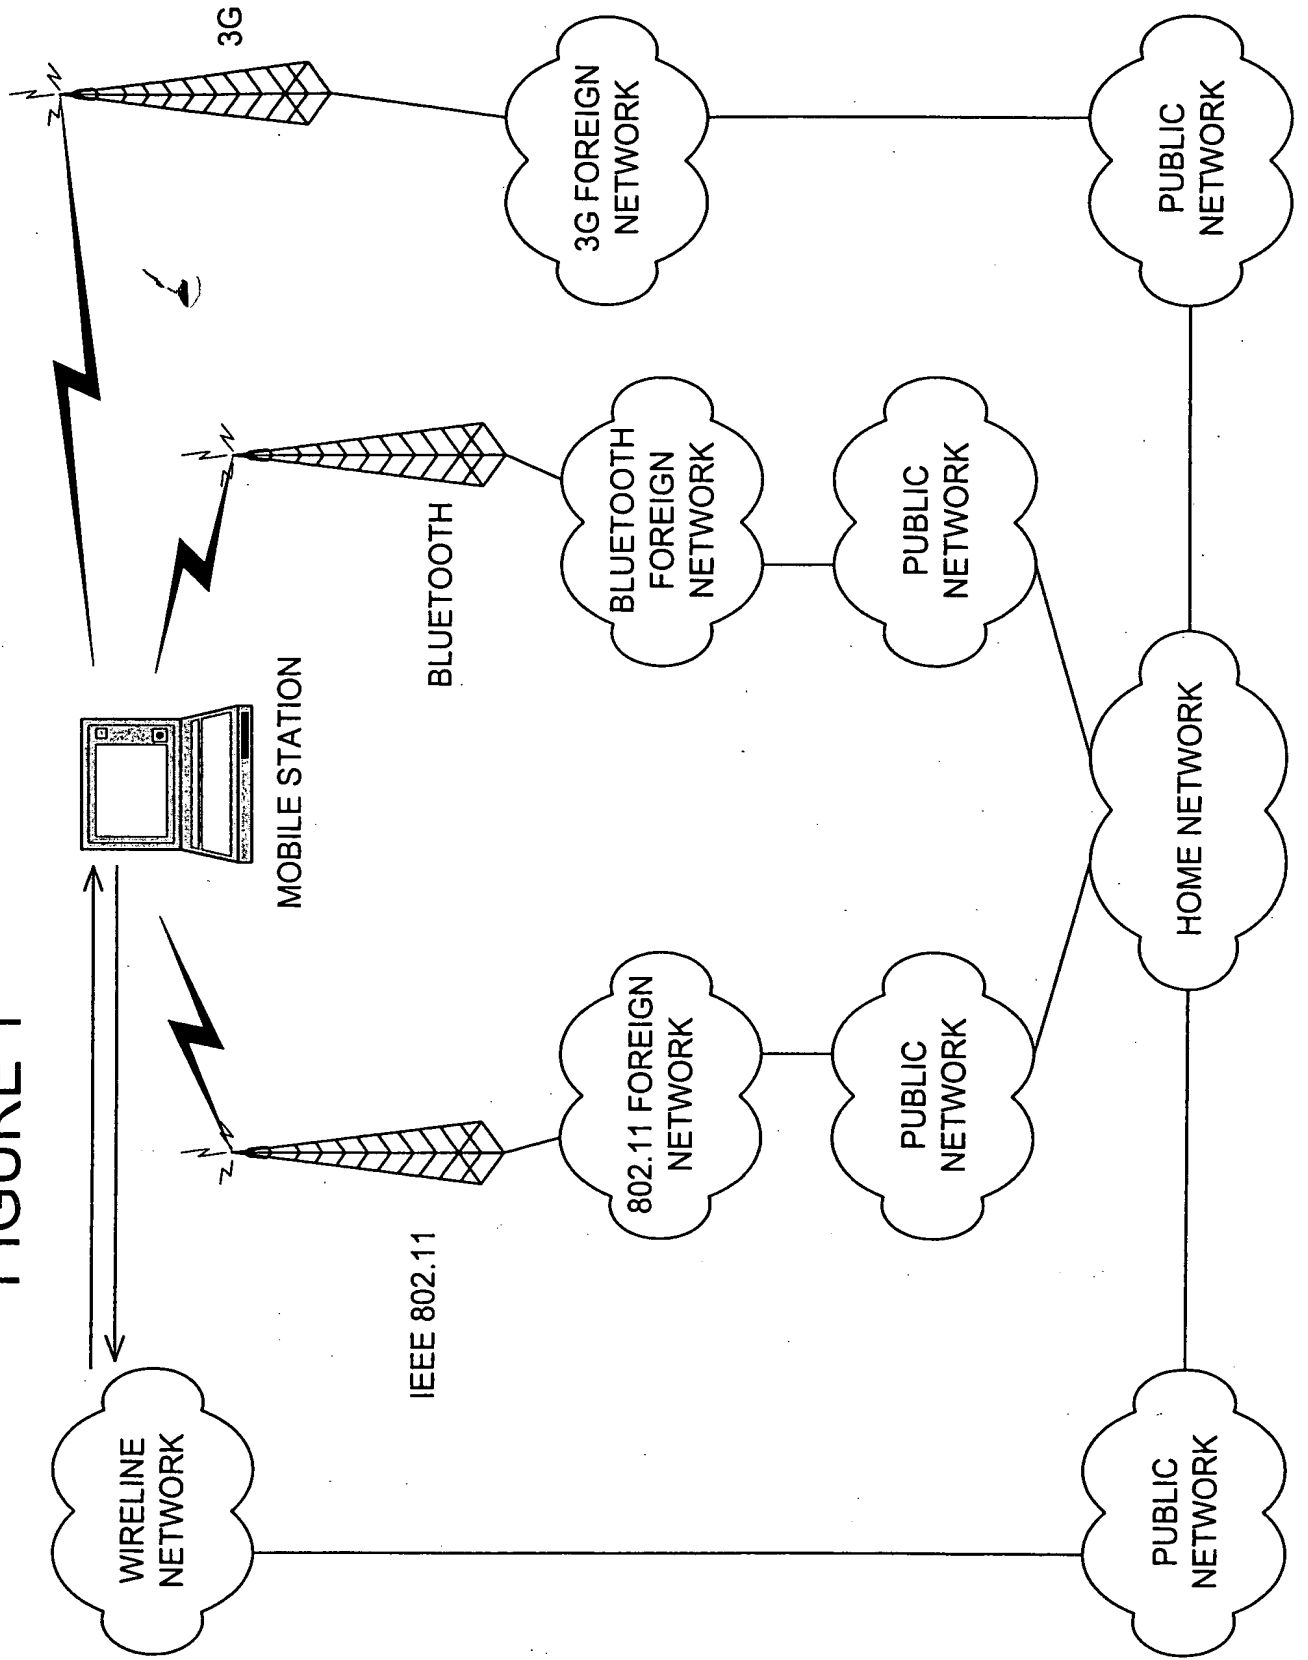 FIGURE 1
WIRELINE
NETWORK
MOBILE STATION
3G
IEEE 802.11
BLUETOOTH
802.11 FOREIGN
NETWORK
BLUETOOTH
FOREIGN
NETWORK
3G FOREIGN
NETWORK
PUBLIC
NETWORK
PUBLIC
NETWORK
PUBLIC
NETWORK
HOME NETWORK
PUBLIC
NETWORK